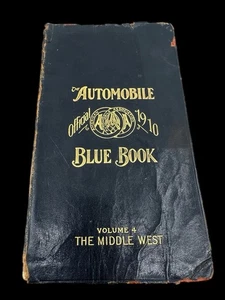 The AUTOMOBILE
Official 1910
BLUE BOOK
VOLUME 4
THE MIDDLE WEST